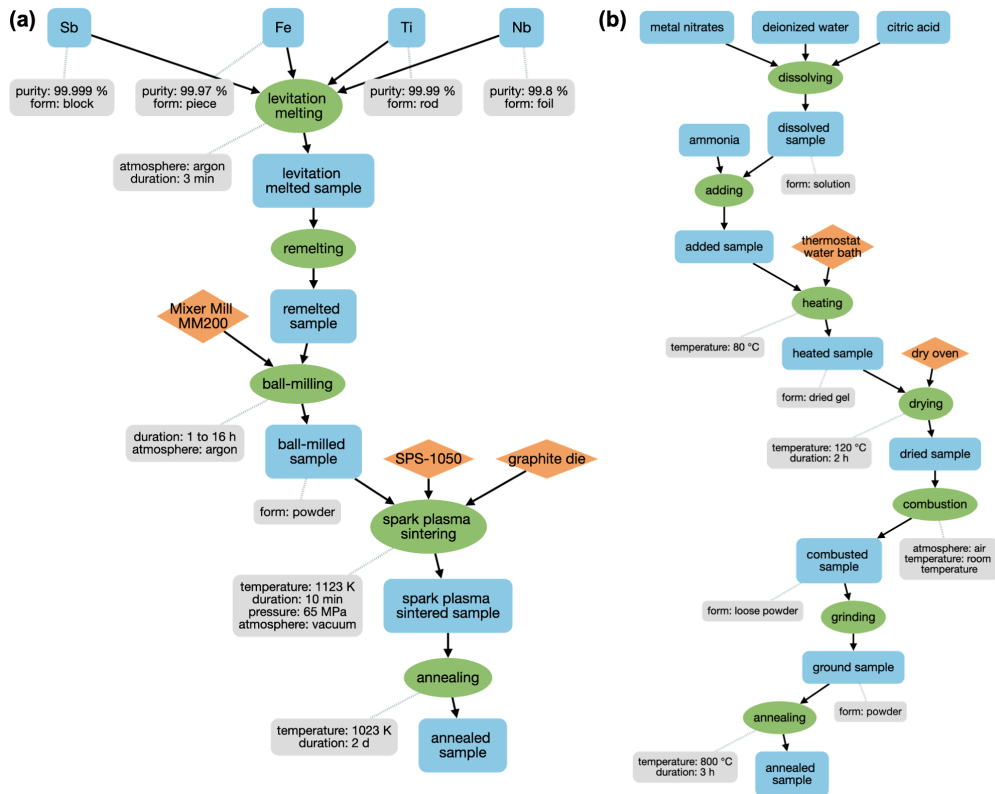 (a)
Sb
Fe
Ti
Nb
purity: 99.999 %
form: block
purity: 99.97 %
form: piece
levitation
melting
purity: 99.99 %
form: rod
purity: 99.8 %
form: foil
atmosphere: argon
duration: 3 min
levitation
melted sample
remelting
remelted
sample
Mixer Mill
MM200
ball-milling
duration: 1 to 16 h
atmosphere: argon
ball-milled
sample
SPS-1050
graphite die
form: powder
spark plasma
sintering
temperature: 1123 K
duration: 10 min
pressure: 65 MPa
atmosphere: vacuum
spark plasma
sintered sample
annealing
temperature: 1023 K
duration: 2 d
annealed
sample
(b)
metal nitrates
deionized water
citric acid
dissolving
ammonia
dissolved
sample
adding
form: solution
added sample
thermostat
water bath
heating
temperature: 80 °C
heated sample
dry oven
form: dried gel
drying
temperature: 120 °C
duration: 2 h
dried sample
combustion
combusted
sample
atmosphere: air
temperature: room
temperature
form: loose powder
grinding
ground sample
form: powder
annealing
temperature: 800 °C
duration: 3 h
annealed sample